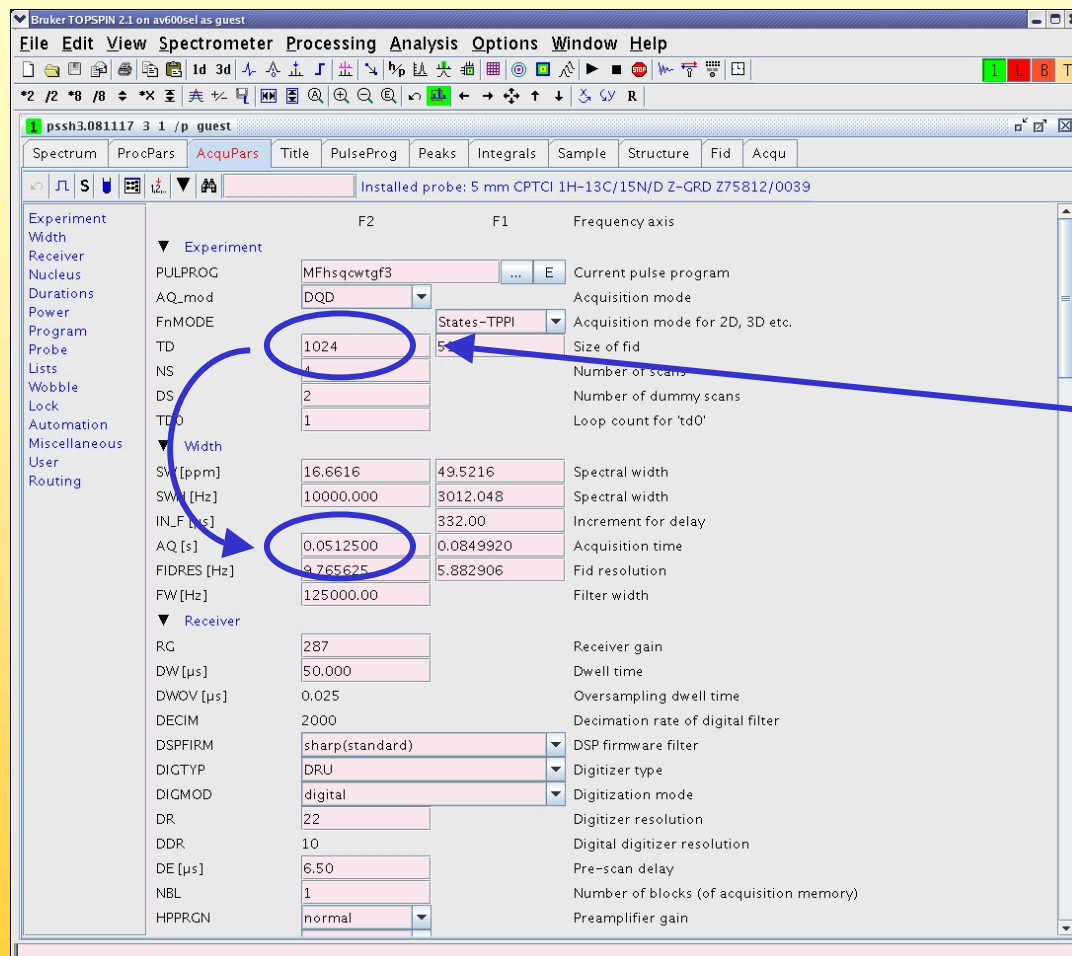 Bruker TOPSPIN 2.1 on av600sel as guest
File Edit View Spectrometer Processing Analysis Options Window Help
1d 3d 1 L B T
*2 /2 *8 /8 *X R
1 pssh3.081117 3 1 /p guest
Spectrum ProcPars AcquPars Title PulseProg Peaks Integrals Sample Structure Fid Acqu
S 1,2.. Installed probe: 5 mm CPTCI 1H-13C/15N/D Z-GRD Z75812/0039
Experiment
Width
Receiver
Nucleus
Durations
Power
Program
Probe
Lists
Wobble
Lock
Automation
Miscellaneous
User
Routing
F2 F1 Frequency axis
Experiment
PULPROG MFhsqcwtgf3 ... E Current pulse program
AQ_mod DQD Acquisition mode
FnMODE States-TPPI Acquisition mode for 2D, 3D etc.
TD 1024 Size of fid
NS 4 Number of scans
DS 2 Number of dummy scans
TD0 1 Loop count for 'td0'
Width
SW [ppm] 16.6616 49.5216 Spectral width
SWH [Hz] 10000.000 3012.048 Spectral width
IN_F [µs] 332.00 Increment for delay
AQ [s] 0.0512500 0.0849920 Acquisition time
FIDRES [Hz] 9.765625 5.882906 Fid resolution
FW [Hz] 125000.00 Filter width
Receiver
RG 287 Receiver gain
DW [µs] 50.000 Dwell time
DWOV [µs] 0.025 Oversampling dwell time
DECIM 2000 Decimation rate of digital filter
DSPFIRM sharp(standard) DSP firmware filter
DIGTYP DRU Digitizer type
DIGMOD digital Digitization mode
DR 22 Digitizer resolution
DDR 10 Digital digitizer resolution
DE [µs] 6.50 Pre-scan delay
NBL 1 Number of blocks (of acquisition memory)
HPPRGN normal Preamplifier gain